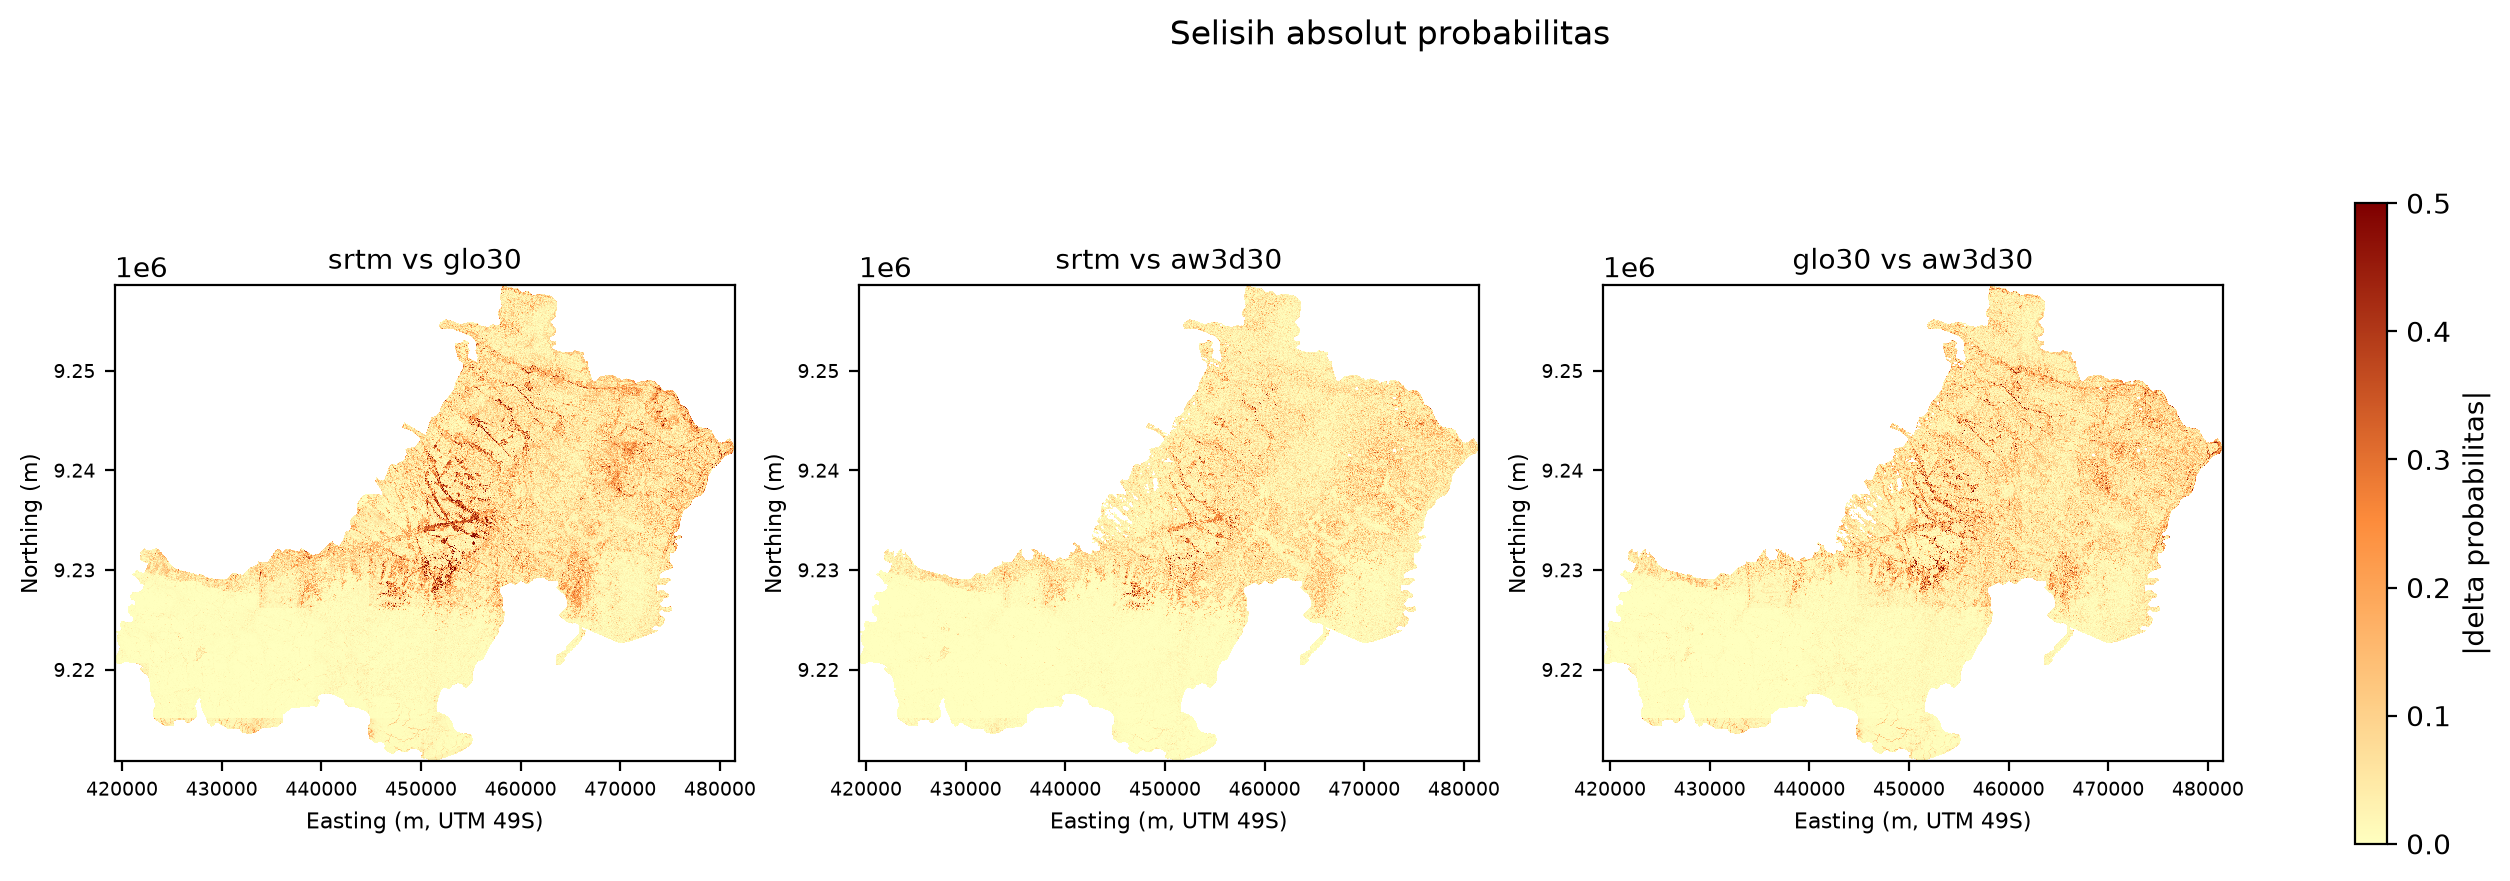 Selisih absolut probabilitas
srtm vs glo30
srtm vs aw3d30
glo30 vs aw3d30
1e6
1e6
1e6
9.25
9.24
9.23
9.22
9.25
9.24
9.23
9.22
9.25
9.24
9.23
9.22
Northing (m)
Northing (m)
Northing (m)
420000 430000 440000 450000 460000 470000 480000
420000 430000 440000 450000 460000 470000 480000
420000 430000 440000 450000 460000 470000 480000
Easting (m, UTM 49S)
Easting (m, UTM 49S)
Easting (m, UTM 49S)
0.5
0.4
0.3
0.2
0.1
0.0
|delta probabilitas|